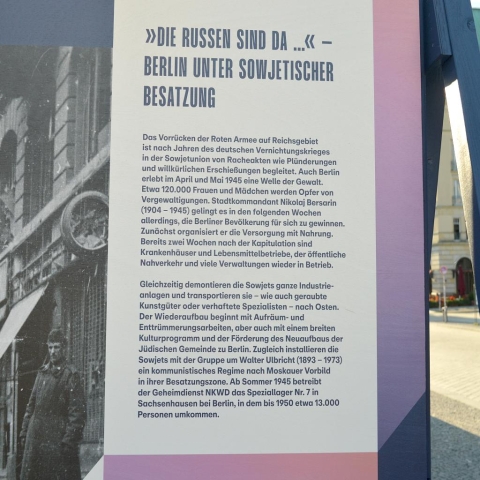 »DIE RUSSEN SIND DA ...« –
BERLIN UNTER SOWJETISCHER
BESATZUNG
Das Vorrücken der Roten Armee auf Reichsgebiet
ist nach Jahren des deutschen Vernichtungskrieges
in der Sowjetunion von Racheakten wie Plünderungen
und willkürlichen Erschießungen begleitet. Auch Berlin
erlebt im April und Mai 1945 eine Welle der Gewalt.
Etwa 120.000 Frauen und Mädchen werden Opfer von
Vergewaltigungen. Stadtkommandant Nikolaj Bersarin
(1904 – 1945) gelingt es in den folgenden Wochen
allerdings, die Berliner Bevölkerung für sich zu gewinnen.
Zunächst organisiert er die Versorgung mit Nahrung.
Bereits zwei Wochen nach der Kapitulation sind
Krankenhäuser und Lebensmittelbetriebe, der öffentliche
Nahverkehr und viele Verwaltungen wieder in Betrieb.
Gleichzeitig demontieren die Sowjets ganze Industrie-
anlagen und transportieren sie – wie auch geraubte
Kunstgüter oder verhaftete Spezialisten – nach Osten.
Der Wiederaufbau beginnt mit Aufräum- und
Enttrümmerungsarbeiten, aber auch mit einem breiten
Kulturprogramm und der Förderung des Neuaufbaus der
Jüdischen Gemeinde zu Berlin. Zugleich installieren die
Sowjets mit der Gruppe um Walter Ulbricht (1893 – 1973)
ein kommunistisches Regime nach Moskauer Vorbild
in ihrer Besatzungszone. Ab Sommer 1945 betreibt
der Geheimdienst NKWD das Speziallager Nr. 7 in
Sachsenhausen bei Berlin, in dem bis 1950 etwa 13.000
Personen umkommen.